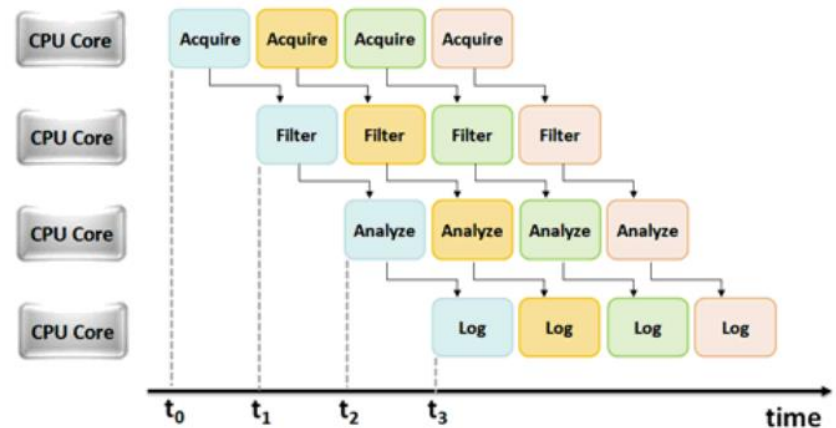 CPU Core Acquire Acquire Acquire Acquire
CPU Core Filter Filter Filter Filter
CPU Core Analyze Analyze Analyze Analyze
CPU Core Log Log Log Log
t0 t1 t2 t3 time